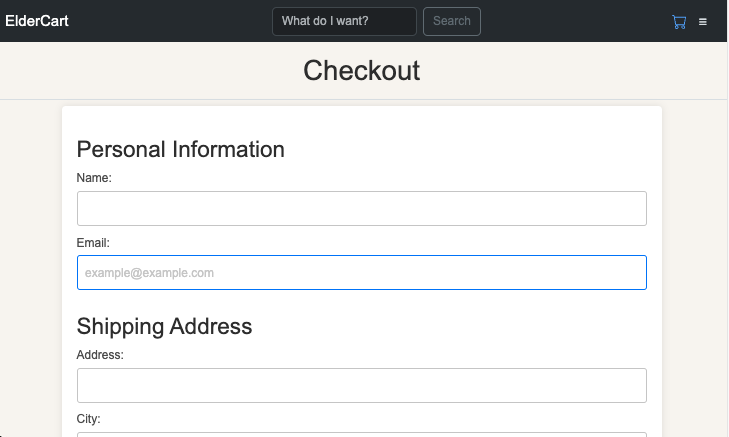 ElderCart
What do I want?
Search
Checkout
Personal Information
Name:
Email:
example@example.com
Shipping Address
Address:
City: